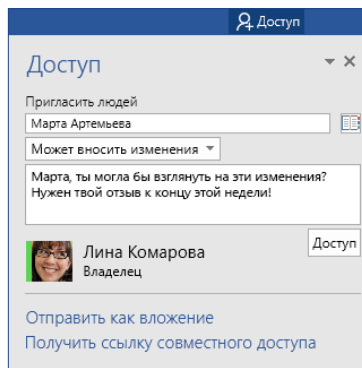 Доступ
Доступ
Пригласить людей
Марта Артемьева
Может вносить изменения
Марта, ты могла бы взглянуть на эти изменения?
Нужен твой отзыв к концу этой недели!
Доступ
Лина Комарова
Владелец
Отправить как вложение
Получить ссылку совместного доступа